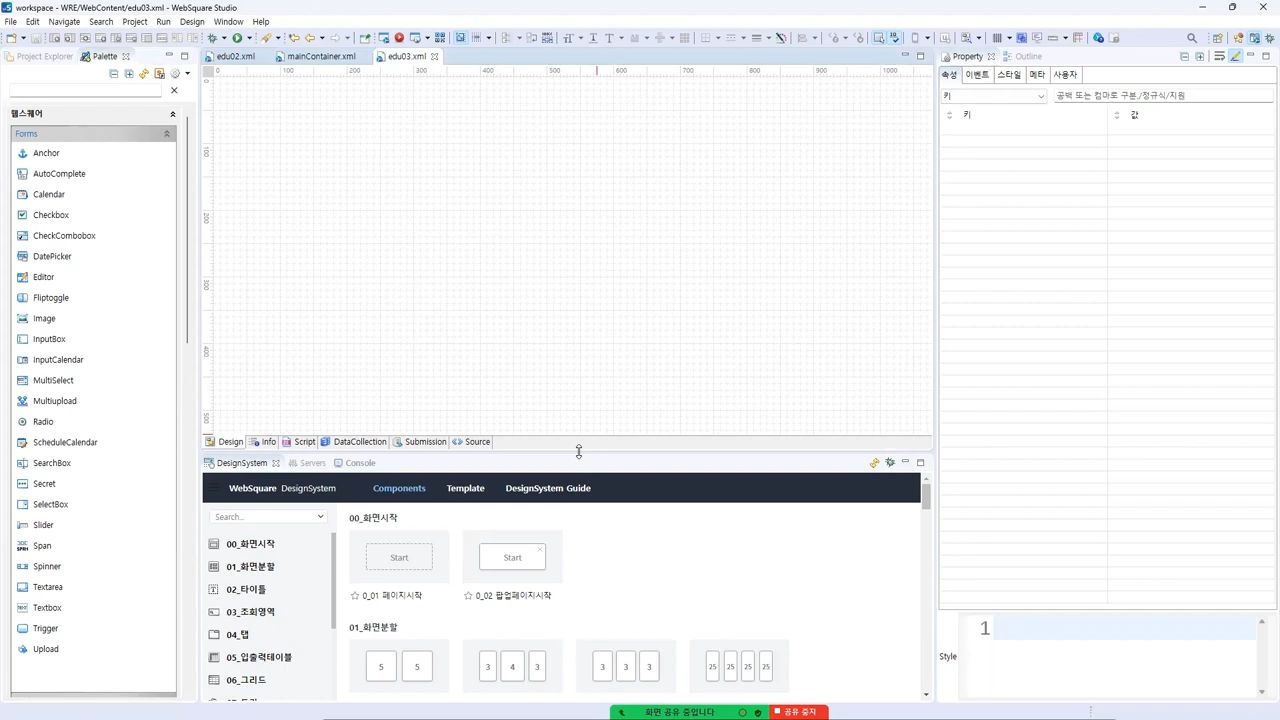 workspace - WRE/WebContent/edu03.xml - WebSquare Studio
File Edit Navigate Search Project Run Design Window Help
Project Explorer
Palette
edu02.xml
mainContainer.xml
edu03.xml
Property
Outline
웹스퀘어
Forms
Anchor
AutoComplete
Calendar
Checkbox
CheckCombobox
DatePicker
Editor
Fliptoggle
Image
InputBox
InputCalendar
MultiSelect
Multiupload
Radio
ScheduleCalendar
SearchBox
Secret
SelectBox
Slider
Span
Spinner
Textarea
Textbox
Trigger
Upload
0 100 200 300 400 500 600 700 800 900 1000
0
100
200
300
400
500
Design Info Script DataCollection Submission Source
DesignSystem Servers Console
WebSquare DesignSystem Components Template DesignSystem Guide
Search...
00_화면시작
01_화면분할
02_타이틀
03_조회영역
04_탭
05_입출력테이블
06_그리드
00_화면시작
Start Start
0_01 페이지시작 0_02 팝업페이지시작
01_화면분할
5 5 3 4 3 3 3 3 25 25 25 25
속성 이벤트 스타일 메타 사용자
키 공백 또는 컴마로 구분./정규식/지원
키 값
Style
1
화면 공유 중입니다 공유 중지